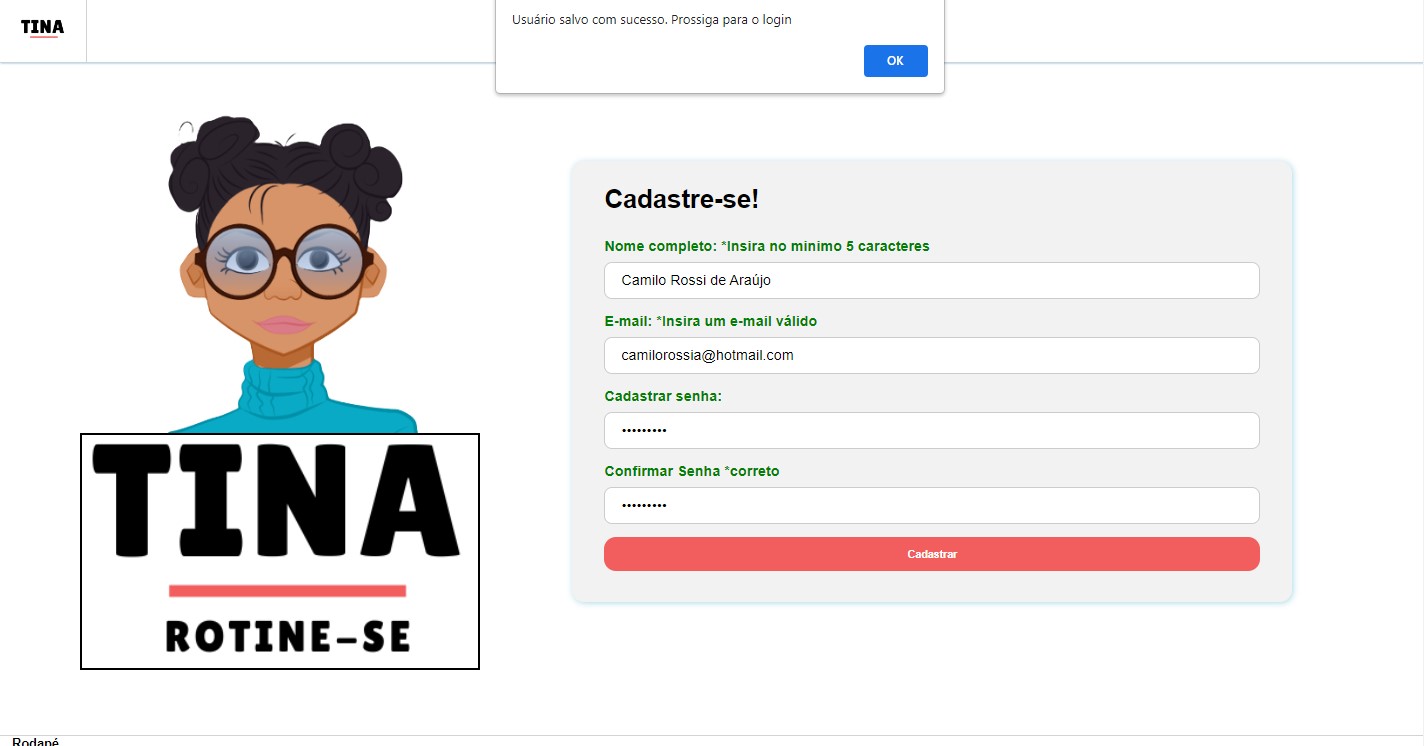 TINA
Usuário salvo com sucesso. Prossiga para o login
OK
TINA
ROTINE-SE
Cadastre-se!
Nome completo: *Insira no minimo 5 caracteres
Camilo Rossi de Araújo
E-mail: *Insira um e-mail válido
camilorossia@hotmail.com
Cadastrar senha:
•••••••••
Confirmar Senha *correto
•••••••••
Cadastrar
Rodapé